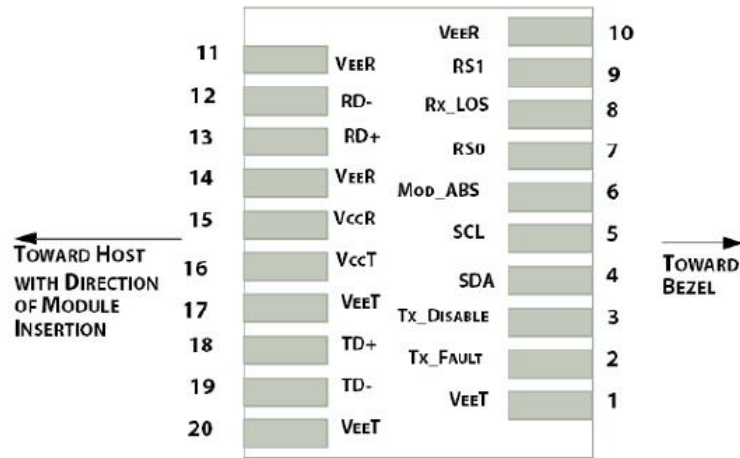 VEER 10
11 VEER RS1 9
12 RD- RX_LOS 8
13 RD+ RS0 7
14 VEER MOD_ABS 6
15 VCCR SCL 5
16 VCCT SDA 4
17 VEET TX_DISABLE 3
18 TD+ TX_FAULT 2
19 TD- VEET 1
20 VEET
TOWARD HOST
WITH DIRECTION
OF MODULE
INSERTION
TOWARD
BEZEL